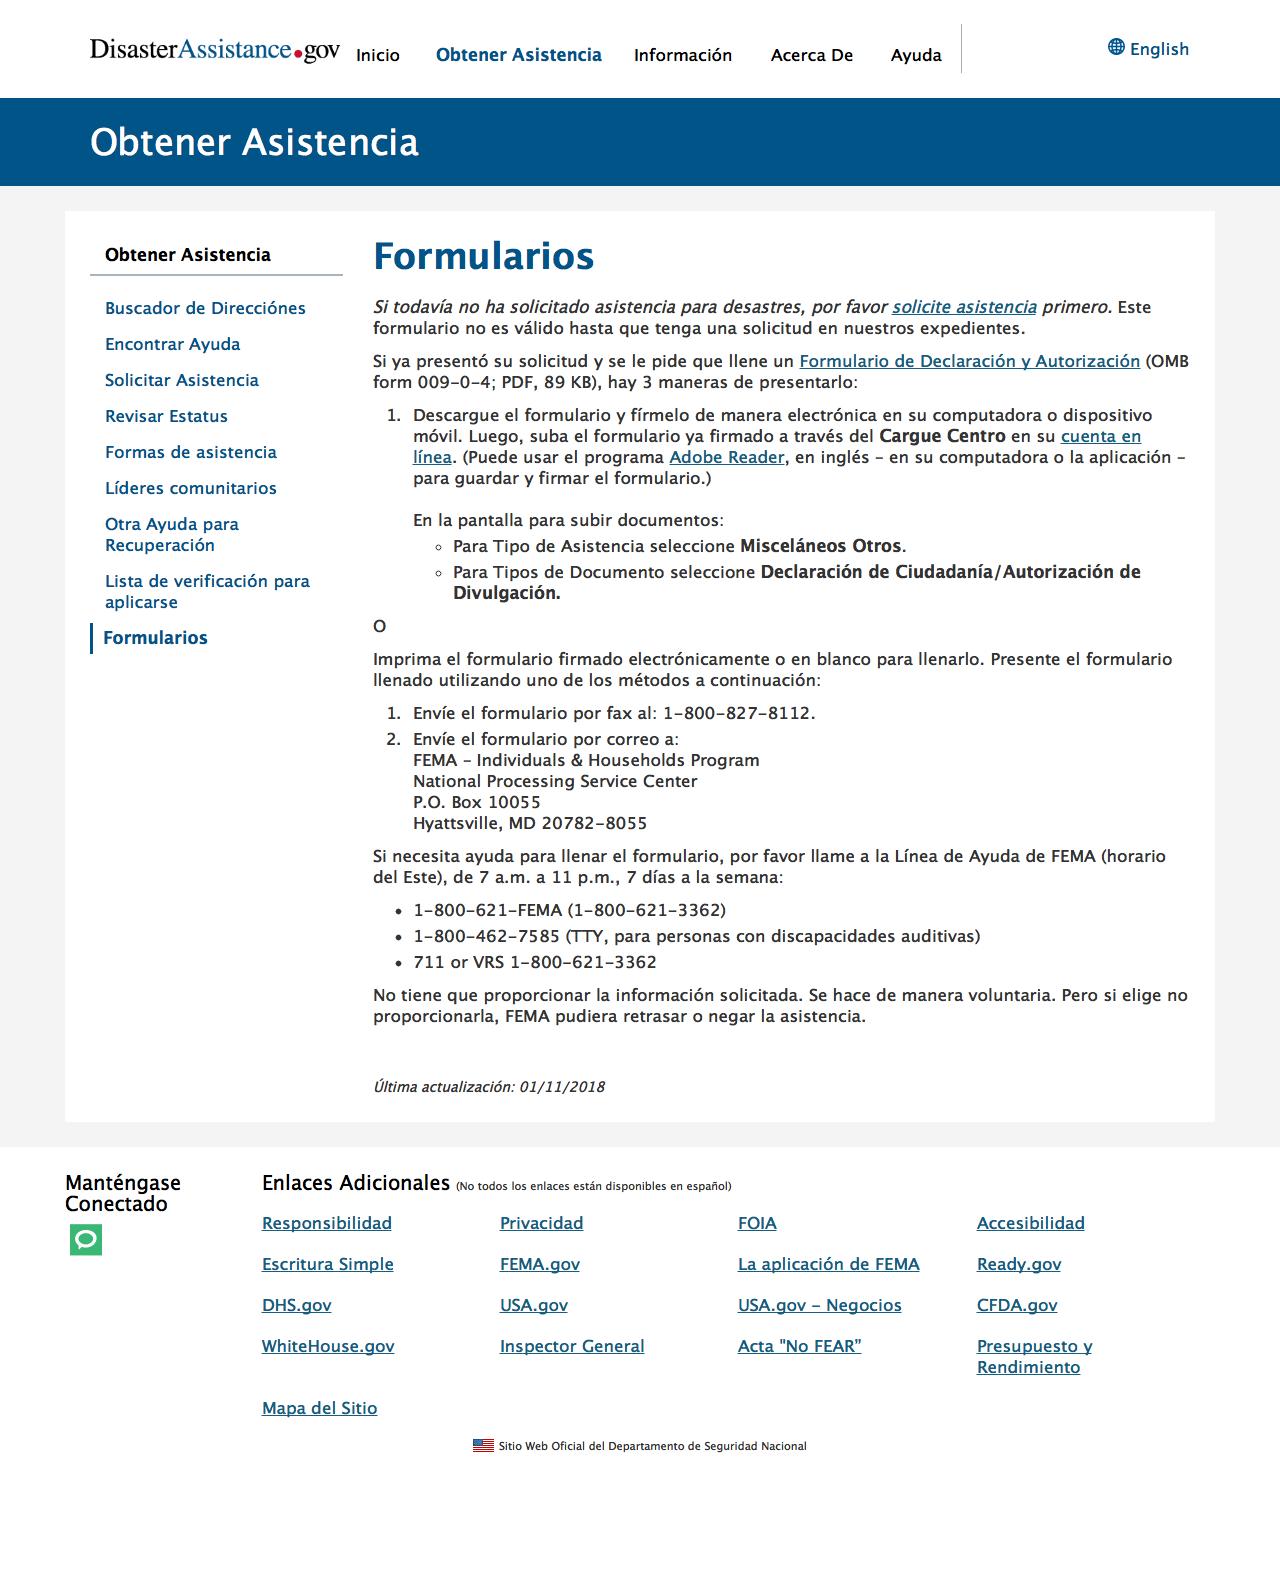 DisasterAssistance.gov
Inicio
Obtener Asistencia
Información
Acerca De
Ayuda
English
Obtener Asistencia
Obtener Asistencia
Buscador de Direcciónes
Encontrar Ayuda
Solicitar Asistencia
Revisar Estatus
Formas de asistencia
Líderes comunitarios
Otra Ayuda para
Recuperación
Lista de verificación para
aplicarse
Formularios
Formularios
Si todavía no ha solicitado asistencia para desastres, por favor solicite asistencia primero. Este
formulario no es válido hasta que tenga una solicitud en nuestros expedientes.
Si ya presentó su solicitud y se le pide que llene un Formulario de Declaración y Autorización (OMB
form 009-0-4; PDF, 89 KB), hay 3 maneras de presentarlo:
1. Descargue el formulario y fírmelo de manera electrónica en su computadora o dispositivo
móvil. Luego, suba el formulario ya firmado a través del Cargue Centro en su cuenta en
línea. (Puede usar el programa Adobe Reader, en inglés – en su computadora o la aplicación –
para guardar y firmar el formulario.)
En la pantalla para subir documentos:
◦ Para Tipo de Asistencia seleccione Misceláneos Otros.
◦ Para Tipos de Documento seleccione Declaración de Ciudadanía/Autorización de
Divulgación.
O
Imprima el formulario firmado electrónicamente o en blanco para llenarlo. Presente el formulario
llenado utilizando uno de los métodos a continuación:
1. Envíe el formulario por fax al: 1-800-827-8112.
2. Envíe el formulario por correo a:
FEMA – Individuals & Households Program
National Processing Service Center
P.O. Box 10055
Hyattsville, MD 20782-8055
Si necesita ayuda para llenar el formulario, por favor llame a la Línea de Ayuda de FEMA (horario
del Este), de 7 a.m. a 11 p.m., 7 días a la semana:
• 1-800-621-FEMA (1-800-621-3362)
• 1-800-462-7585 (TTY, para personas con discapacidades auditivas)
• 711 or VRS 1-800-621-3362
No tiene que proporcionar la información solicitada. Se hace de manera voluntaria. Pero si elige no
proporcionarla, FEMA pudiera retrasar o negar la asistencia.
Última actualización: 01/11/2018
Manténgase
Conectado
Enlaces Adicionales (No todos los enlaces están disponibles en español)
Responsibilidad
Privacidad
FOIA
Accesibilidad
Escritura Simple
FEMA.gov
La aplicación de FEMA
Ready.gov
DHS.gov
USA.gov
USA.gov - Negocios
CFDA.gov
WhiteHouse.gov
Inspector General
Acta "No FEAR”
Presupuesto y
Rendimiento
Mapa del Sitio
Sitio Web Oficial del Departamento de Seguridad Nacional